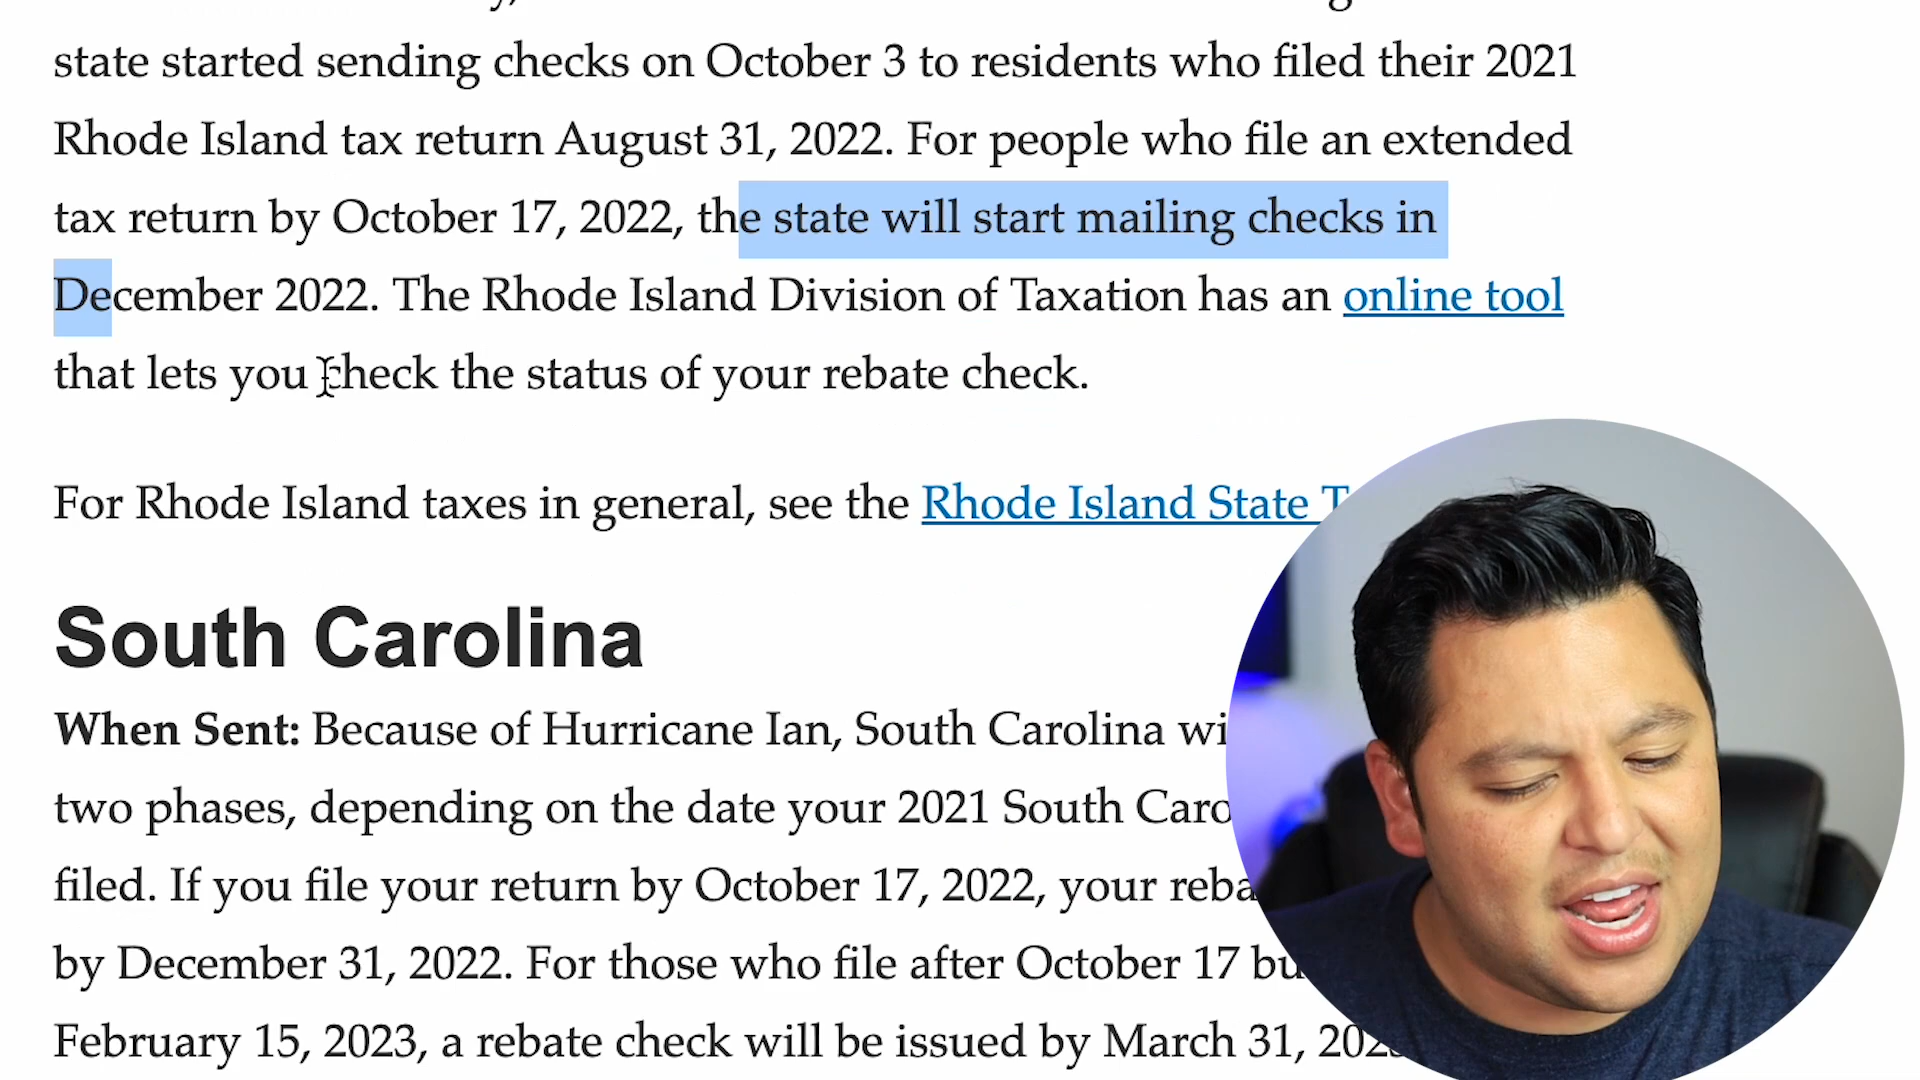 state started sending checks on October 3 to residents who filed their 2021
Rhode Island tax return August 31, 2022. For people who file an extended
tax return by October 17, 2022, the state will start mailing checks in
December 2022. The Rhode Island Division of Taxation has an online tool
that lets you check the status of your rebate check.
For Rhode Island taxes in general, see the Rhode Island State
South Carolina
When Sent: Because of Hurricane Ian, South Carolina
two phases, depending on the date your 2021 South
filed. If you file your return by October 17, 2022, your
by December 31, 2022. For those who file after October 17
February 15, 2023, a rebate check will be issued by March 31,